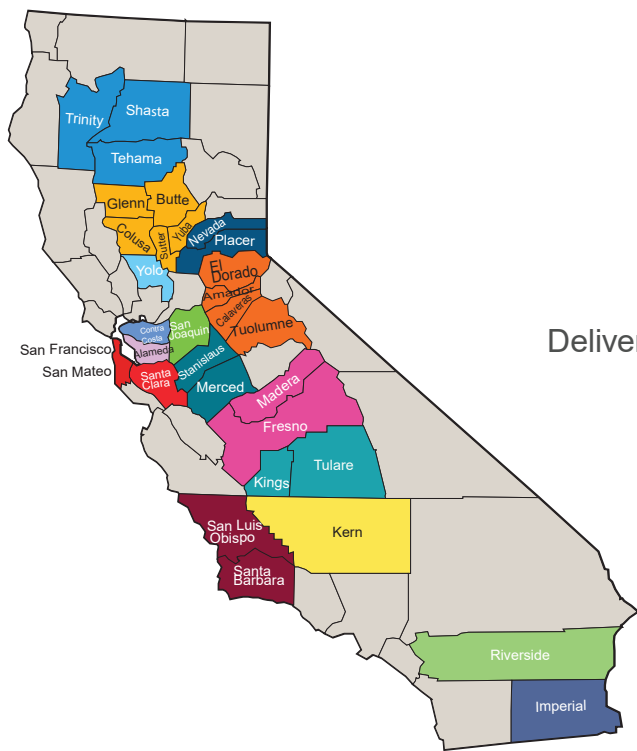 Trinity
Shasta
Tehama
Glenn
Butte
Colusa
Sutter
Yuba
Nevada
Placer
Yolo
El
Dorado
Amador
Calaveras
Tuolumne
Contra
Costa
San
Joaquin
Alameda
San Francisco
San Mateo
Santa
Clara
Stanislaus
Merced
Madera
Fresno
Kings
Tulare
San Luis
Obispo
Kern
Santa
Barbara
Riverside
Imperial
Deliver